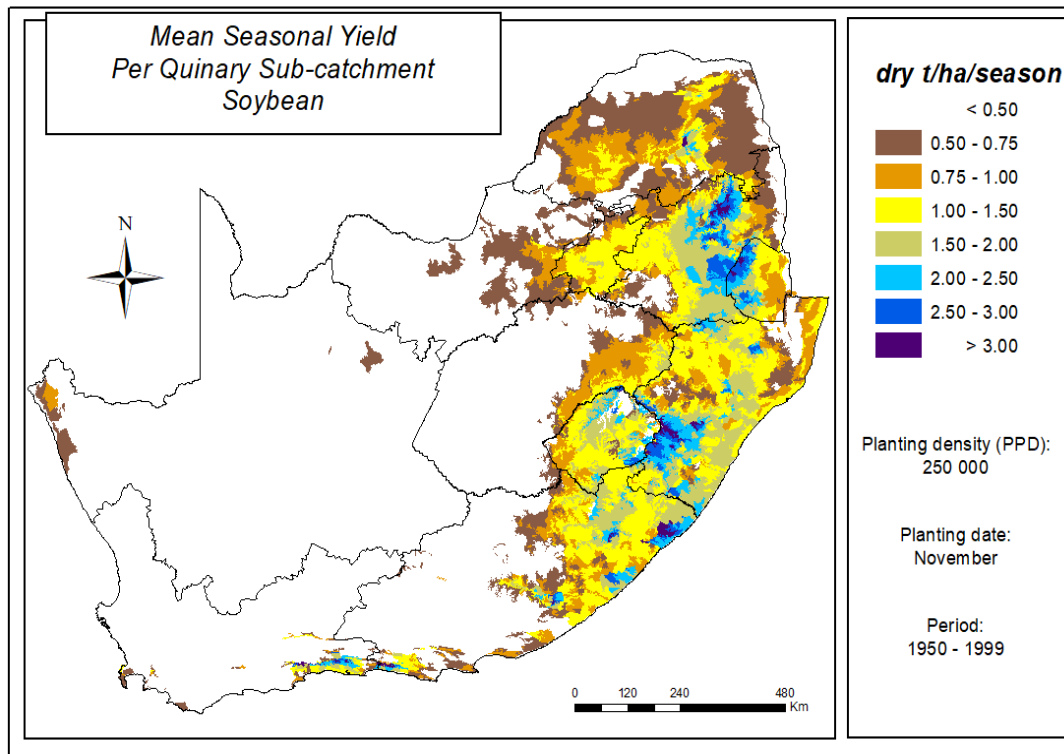 Mean Seasonal Yield
Per Quinary Sub-catchment
Soybean
N
0 120 240 480
Km
dry t/ha/season
< 0.50
0.50 - 0.75
0.75 - 1.00
1.00 - 1.50
1.50 - 2.00
2.00 - 2.50
2.50 - 3.00
> 3.00
Planting density (PPD):
250 000
Planting date:
November
Period:
1950 - 1999